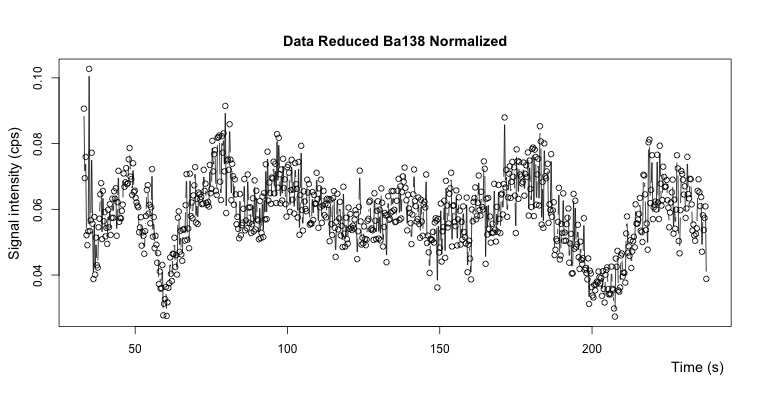 Data Reduced Ba138 Normalized
Signal intensity (cps)
0.10
0.08
0.06
0.04
50 100 150 200
Time (s)